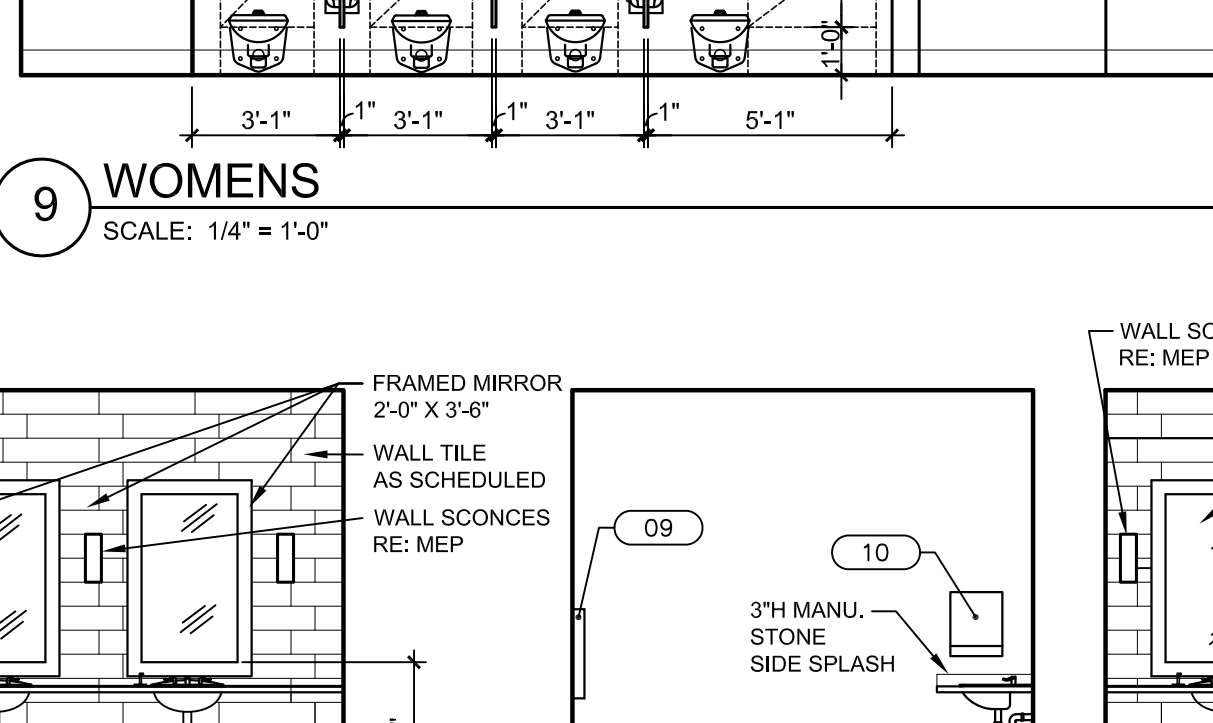 1'-0"
3'-1"
1"
3'-1"
1"
3'-1"
1"
5'-1"
9
WOMENS
SCALE: 1/4" = 1'-0"
FRAMED MIRROR
2'-0" X 3'-6"
WALL TILE
AS SCHEDULED
WALL SCONCES
RE: MEP
09
10
3"H MANU.
STONE
SIDE SPLASH
WALL
RE: MEP